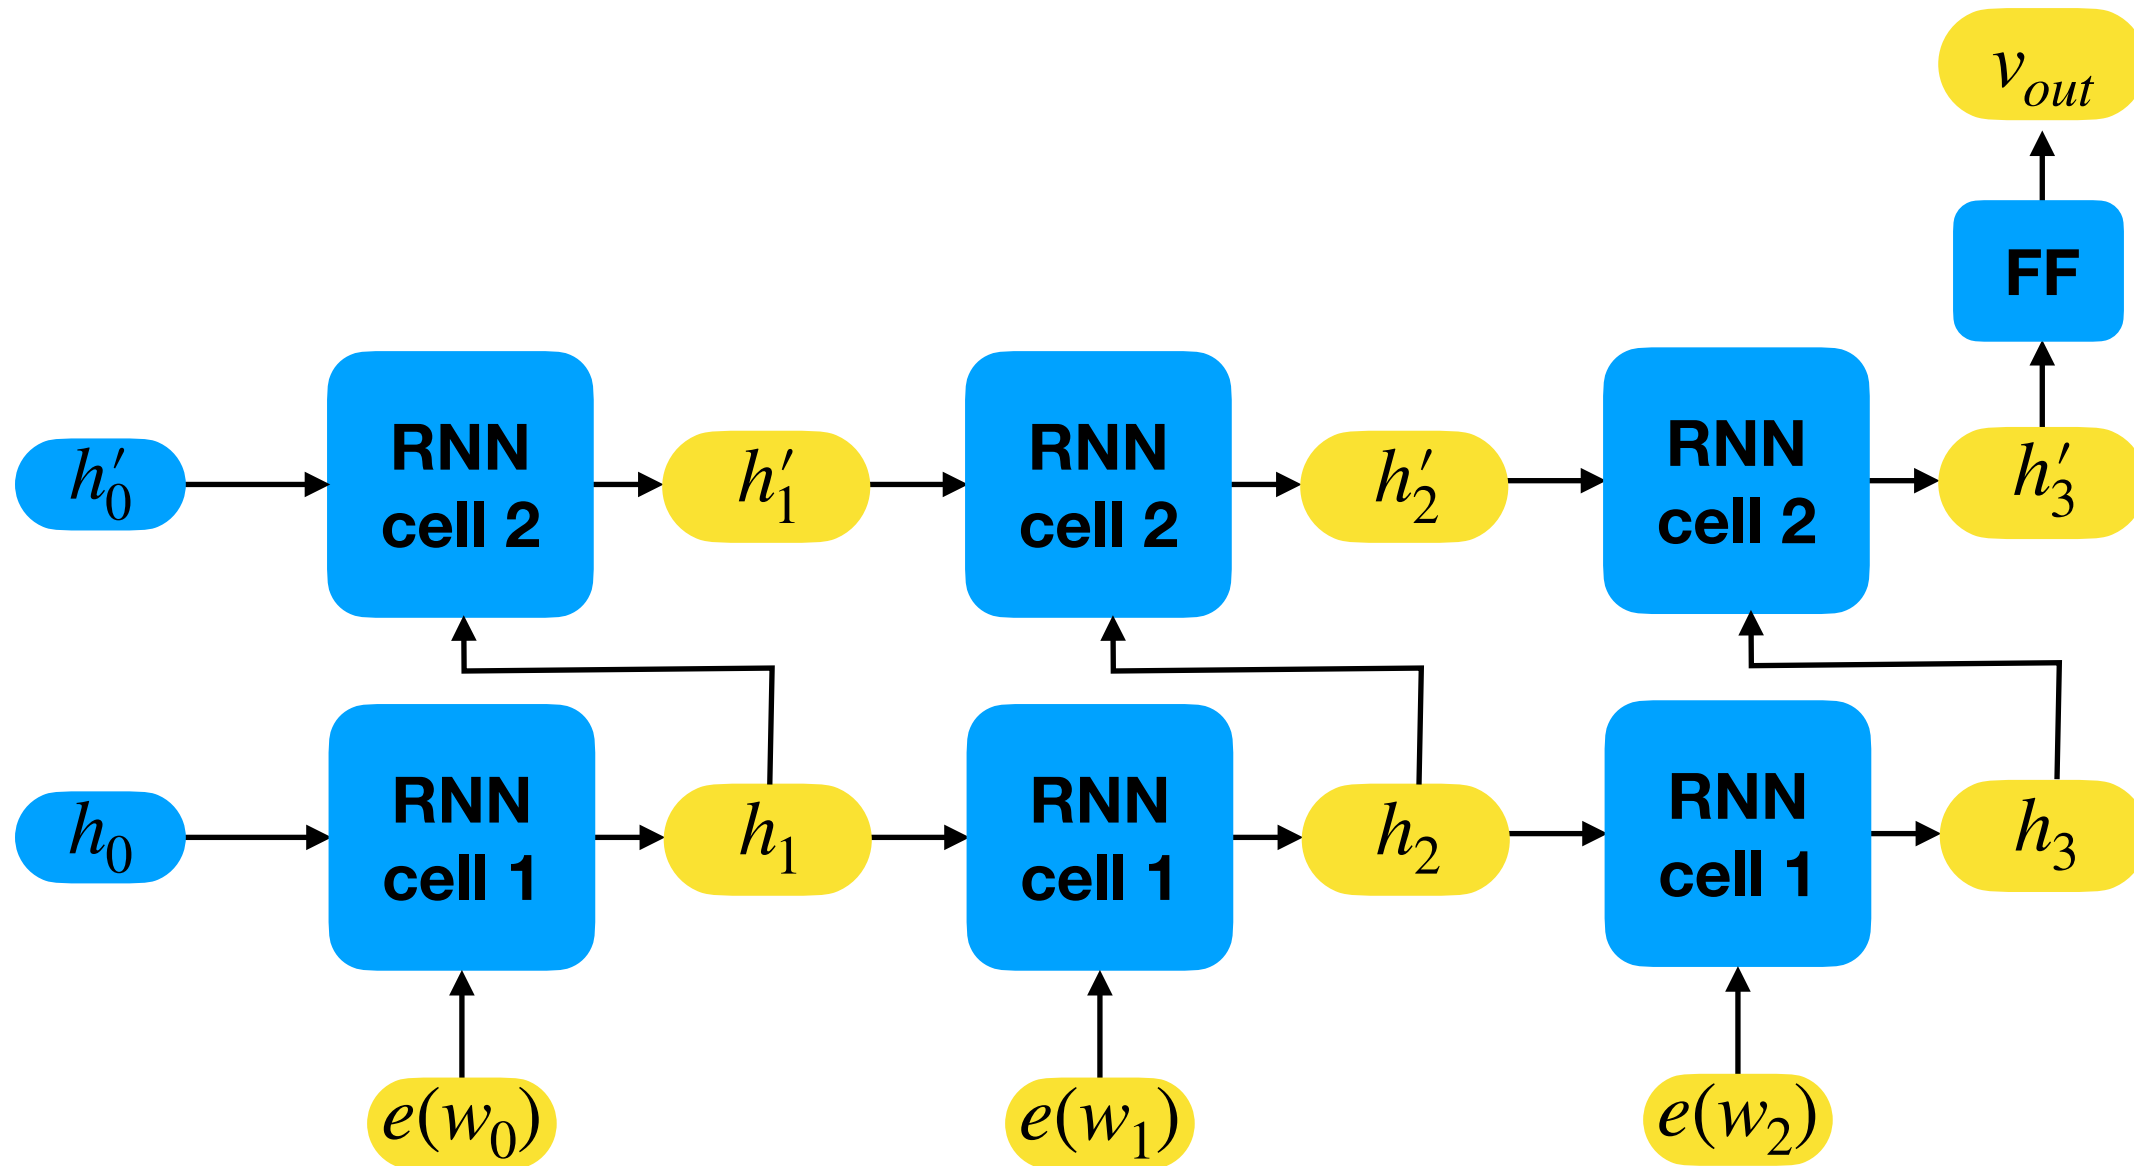 v_out
FF
h′_0
RNN
cell 2
h′_1
RNN
cell 2
h′_2
RNN
cell 2
h′_3
h_0
RNN
cell 1
h_1
RNN
cell 1
h_2
RNN
cell 1
h_3
e(w_0)
e(w_1)
e(w_2)